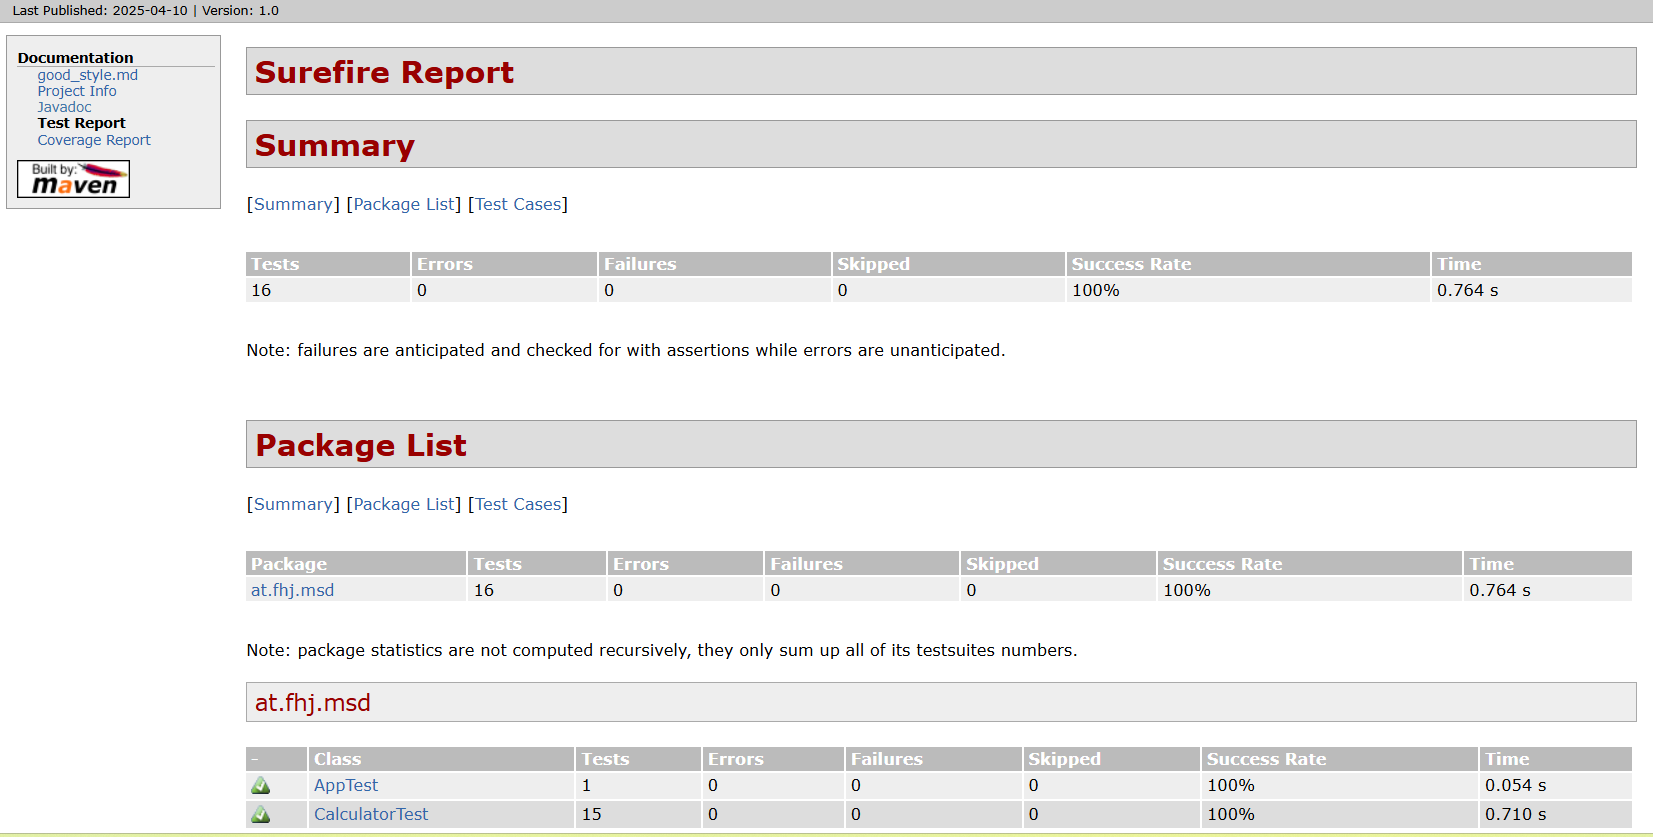 Last Published: 2025-04-10 | Version: 1.0
Documentation
good_style.md
Project Info
Javadoc
Test Report
Coverage Report
Built by:
maven
Surefire Report
Summary
[Summary] [Package List] [Test Cases]
Tests Errors Failures Skipped Success Rate Time
16 0 0 0 100% 0.764 s
Note: failures are anticipated and checked for with assertions while errors are unanticipated.
Package List
[Summary] [Package List] [Test Cases]
Package Tests Errors Failures Skipped Success Rate Time
at.fhj.msd 16 0 0 0 100% 0.764 s
Note: package statistics are not computed recursively, they only sum up all of its testsuites numbers.
at.fhj.msd
- Class Tests Errors Failures Skipped Success Rate Time
AppTest 1 0 0 0 100% 0.054 s
CalculatorTest 15 0 0 0 100% 0.710 s